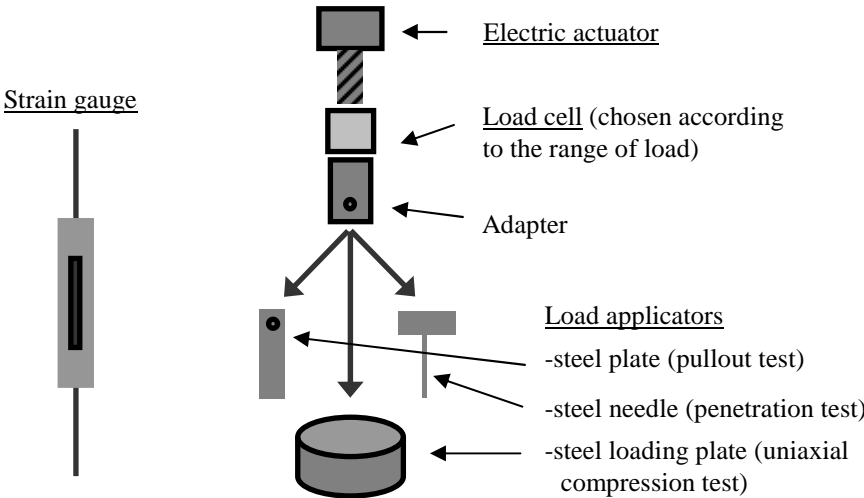 Electric actuator
Strain gauge
Load cell (chosen according
to the range of load)
Adapter
Load applicators
-steel plate (pullout test)
-steel needle (penetration test)
-steel loading plate (uniaxial
compression test)